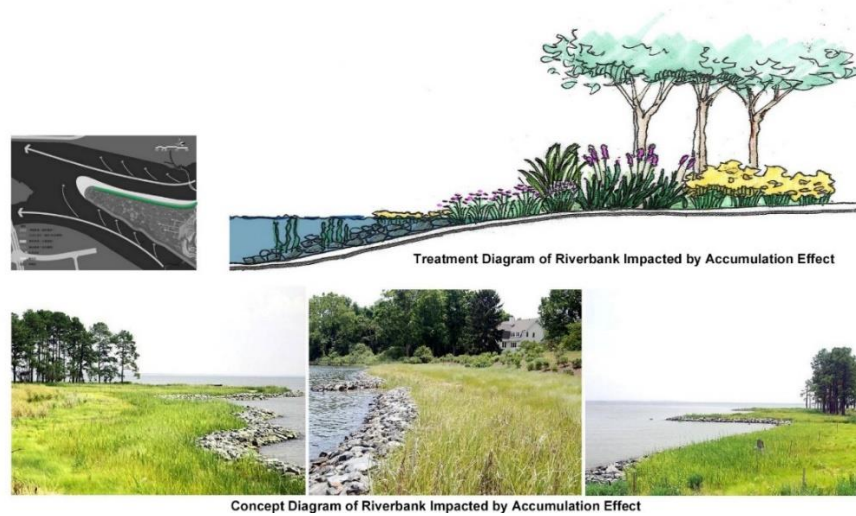 Treatment Diagram of Riverbank Impacted by Accumulation Effect
Concept Diagram of Riverbank Impacted by Accumulation Effect